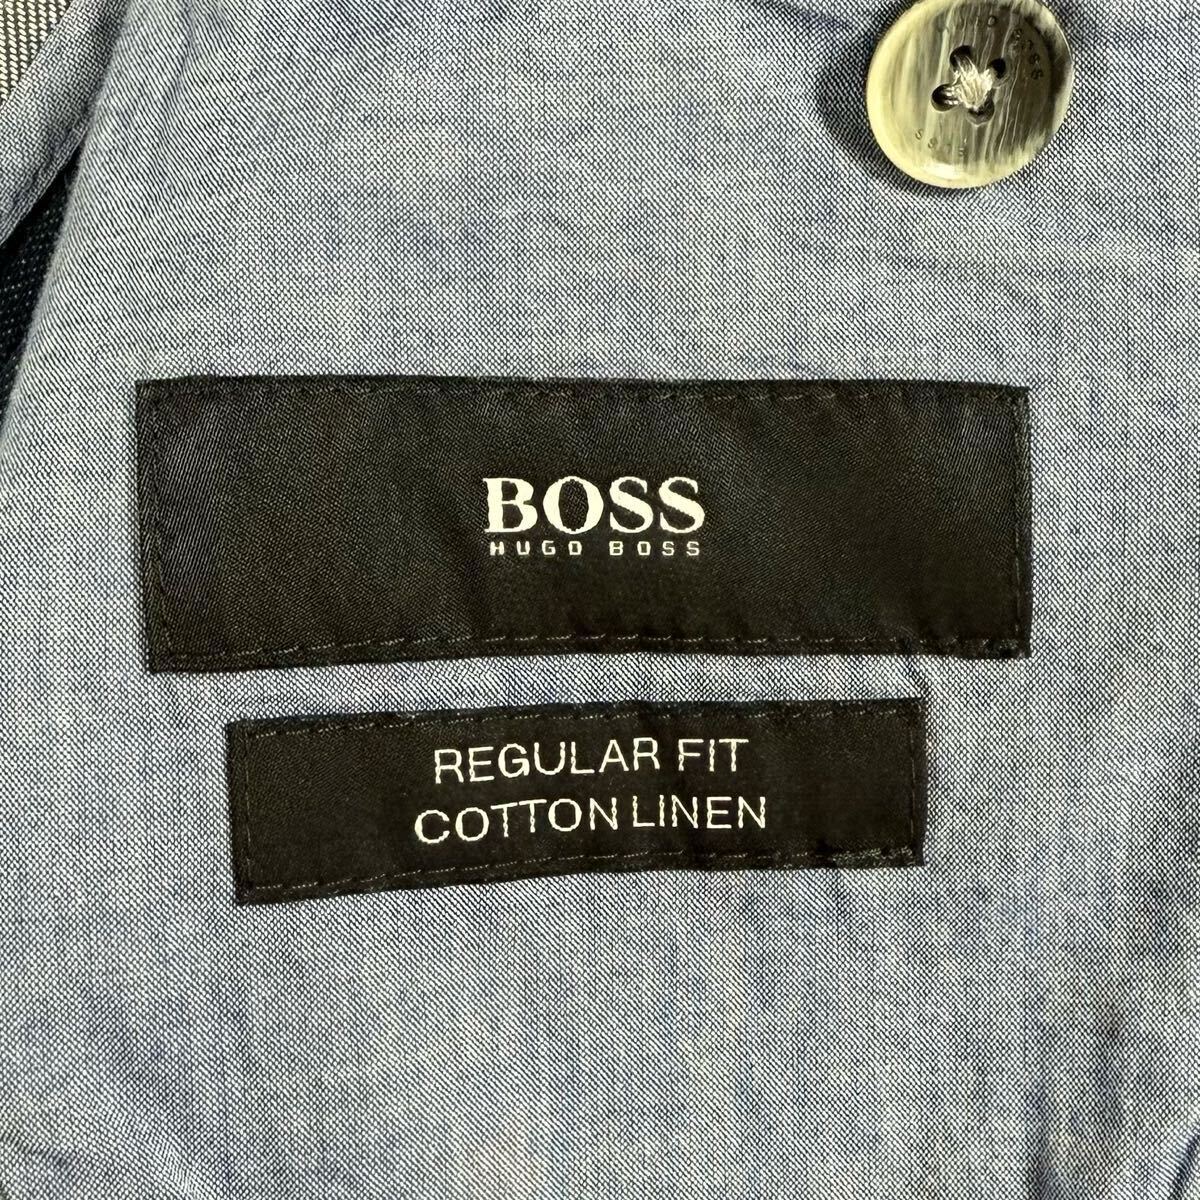 BOSS
HUGO BOSS
REGULAR FIT
COTTON LINEN